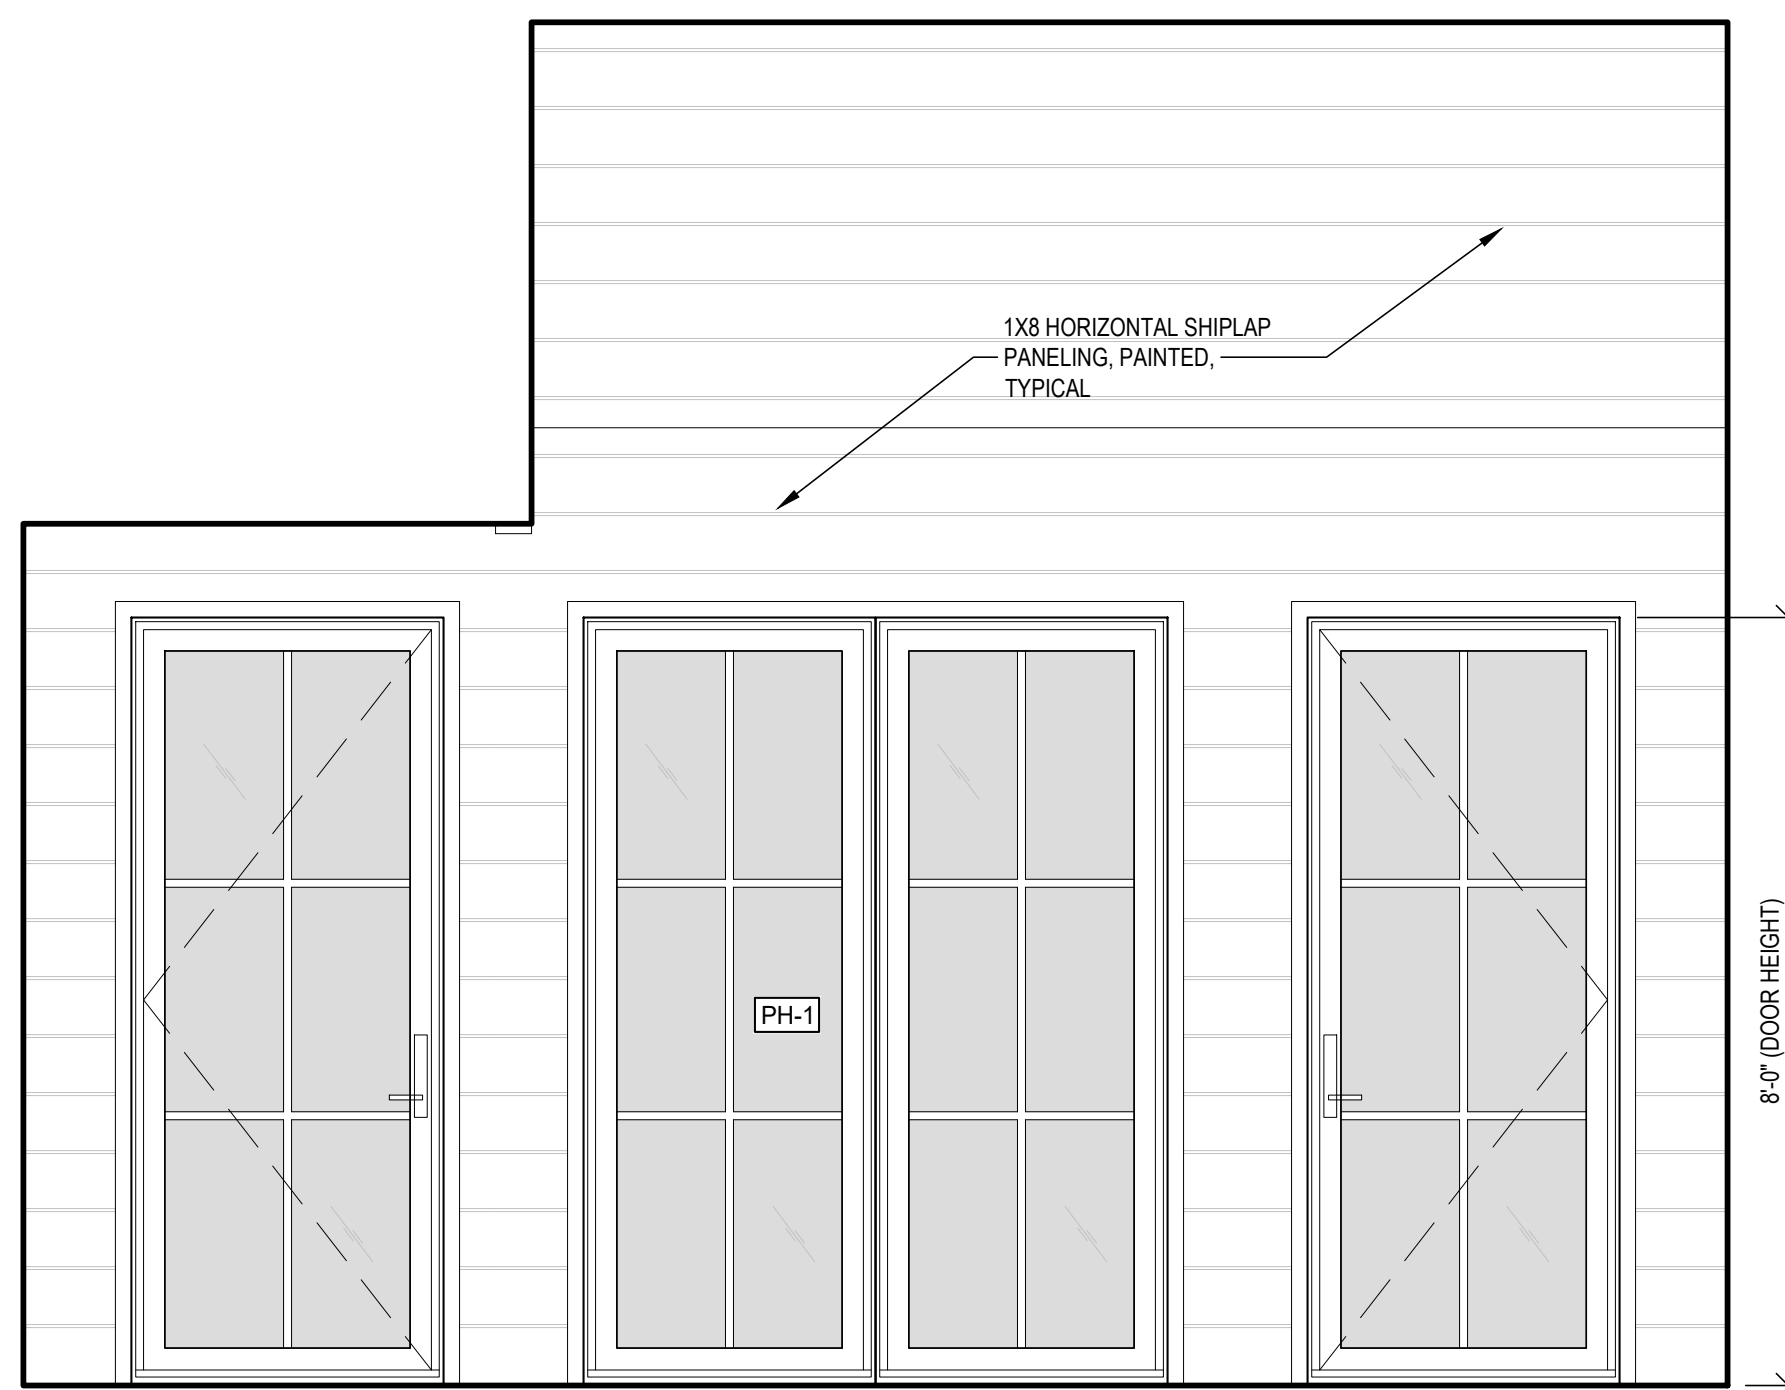 1X8 HORIZONTAL SHIPLAP
PANELING, PAINTED,
TYPICAL
PH-1
8'-0" (DOOR HEIGHT)